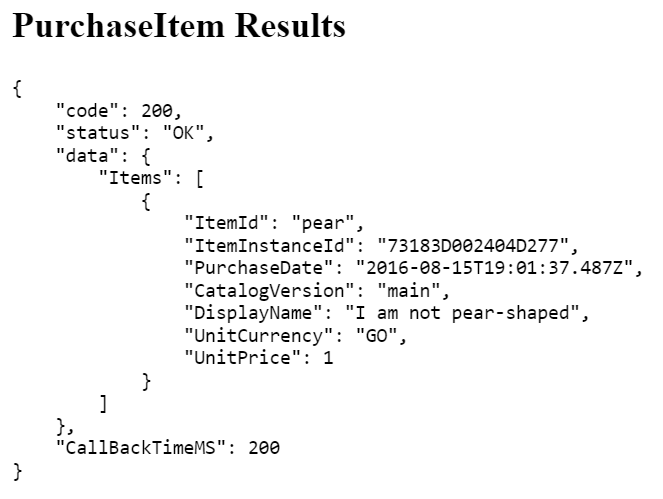 PurchaseItem Results
{
    "code": 200,
    "status": "OK",
    "data": {
        "Items": [
            {
                "ItemId": "pear",
                "ItemInstanceId": "73183D002404D277",
                "PurchaseDate": "2016-08-15T19:01:37.487Z",
                "CatalogVersion": "main",
                "DisplayName": "I am not pear-shaped",
                "UnitCurrency": "GO",
                "UnitPrice": 1
            }
        ]
    },
    "CallBackTimeMS": 200
}